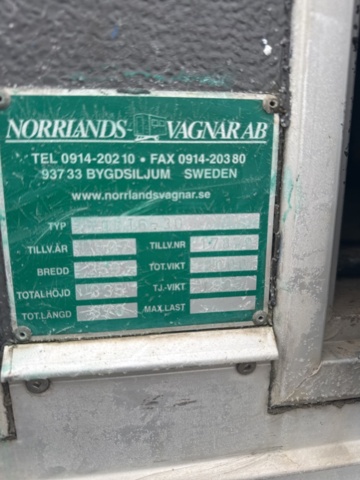 NORRLANDS- VAGNAR AB
TEL 0914-202 10 • FAX 0914-203 80
937 33 BYGDSILJUM SWEDEN
www.norrlandsvagnar.se
TYP
TILLV.ÅR TILLV.NR
BREDD TOT.VIKT
TOTALHÖJD TJ.-VIKT
TOT.LÄNGD MAX.LAST